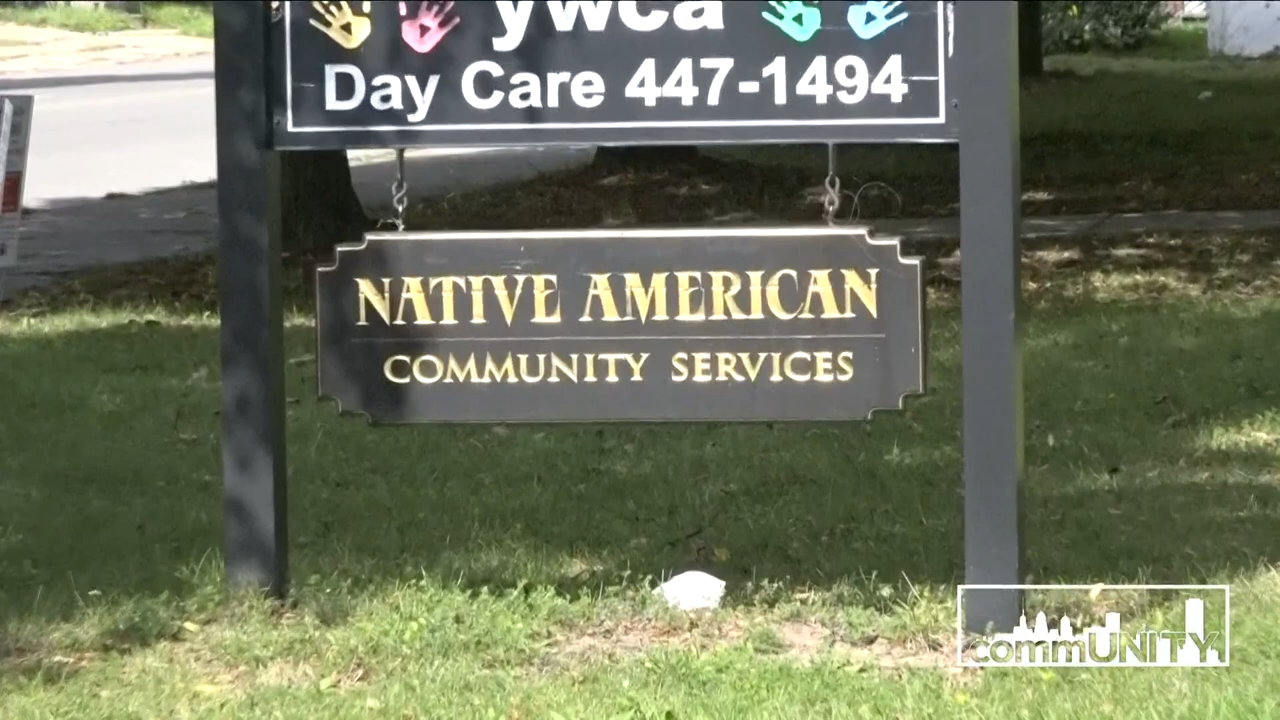 ywca
Day Care 447-1494
NATIVE AMERICAN
COMMUNITY SERVICES
commUNITY